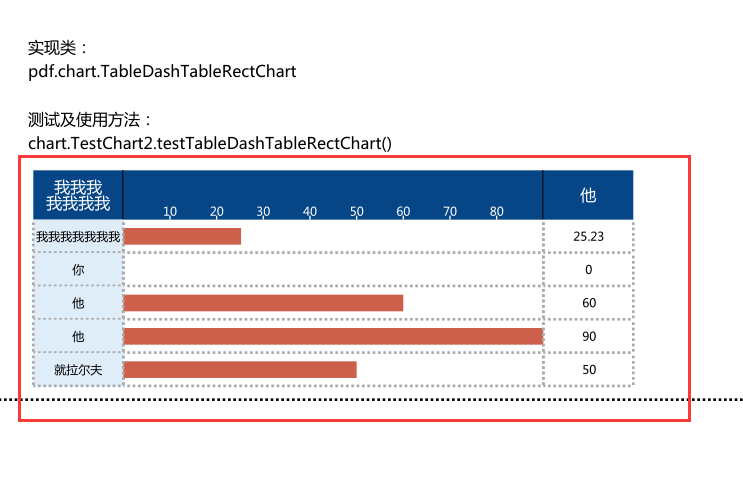 实现类：
pdf.chart.TableDashTableRectChart
测试及使用方法：
chart.TestChart2.testTableDashTableRectChart()
我我我
我我我我
10 20 30 40 50 60 70 80
他
我我我我我我我 25.23
你 0
他 60
他 90
就拉尔夫 50